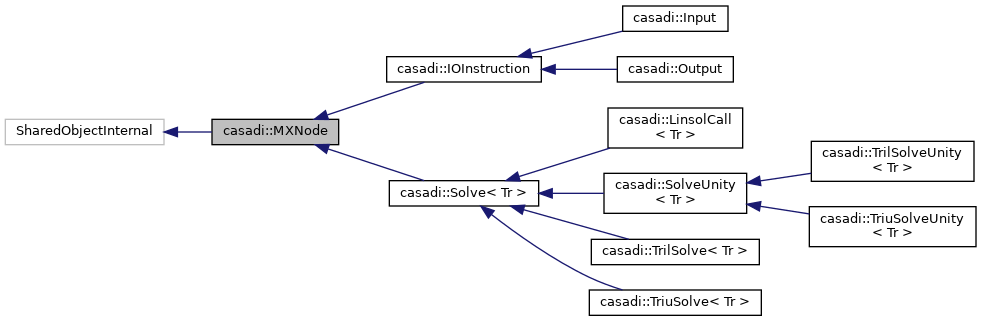 SharedObjectInternal
casadi::MXNode
casadi::IOInstruction
casadi::Input
casadi::Output
casadi::Solve< Tr >
casadi::LinsolCall
< Tr >
casadi::SolveUnity
< Tr >
casadi::TrilSolve< Tr >
casadi::TriuSolve< Tr >
casadi::TrilSolveUnity
< Tr >
casadi::TriuSolveUnity
< Tr >